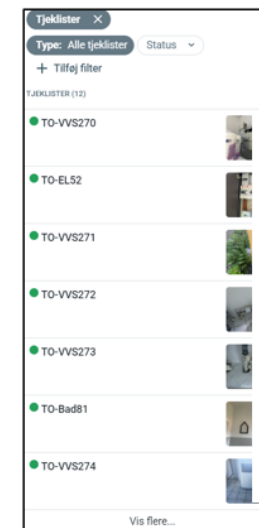 Tjeklister ×
Type: Alle tjeklister Status
+ Tilføj filter
TJEKLISTER (12)
TO-VVS270
TO-EL52
TO-VVS271
TO-VVS272
TO-VVS273
TO-Bad81
TO-VVS274
Vis flere...